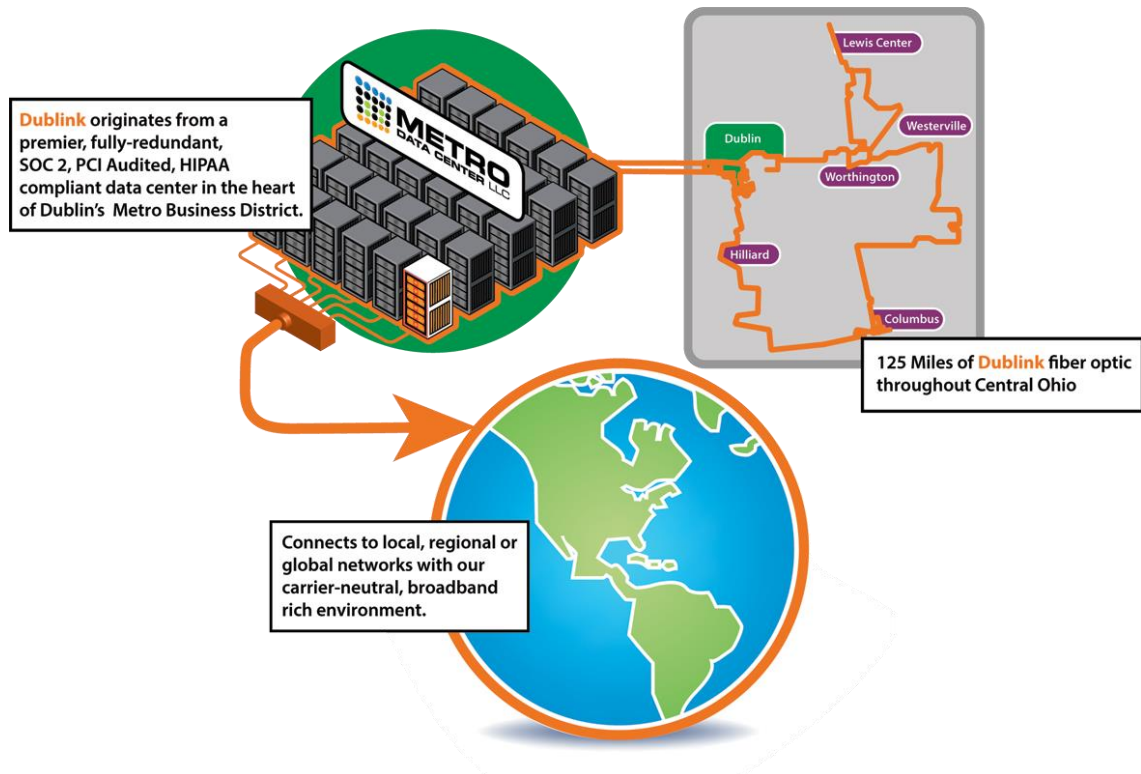 Dublink originates from a
premier, fully-redundant,
SOC 2, PCI Audited, HIPAA
compliant data center in the heart
of Dublin's Metro Business District.
METRO
DATA CENTER LLC
Lewis Center
Westerville
Dublin
Worthington
Hilliard
Columbus
125 Miles of Dublink fiber optic
throughout Central Ohio
Connects to local, regional or
global networks with our
carrier-neutral, broadband
rich environment.